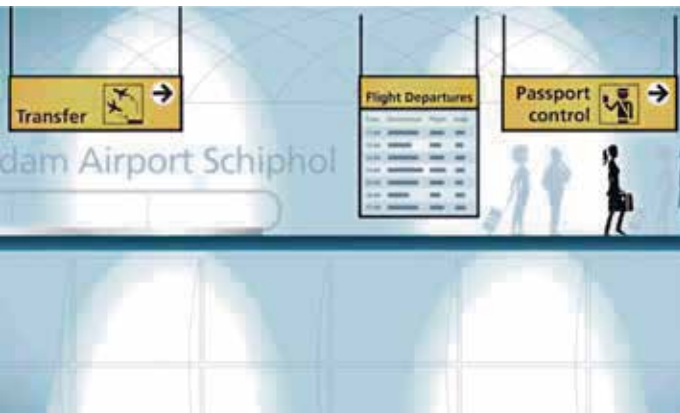 Transfer
Flight Departures
Passport
control
dam Airport Schiphol